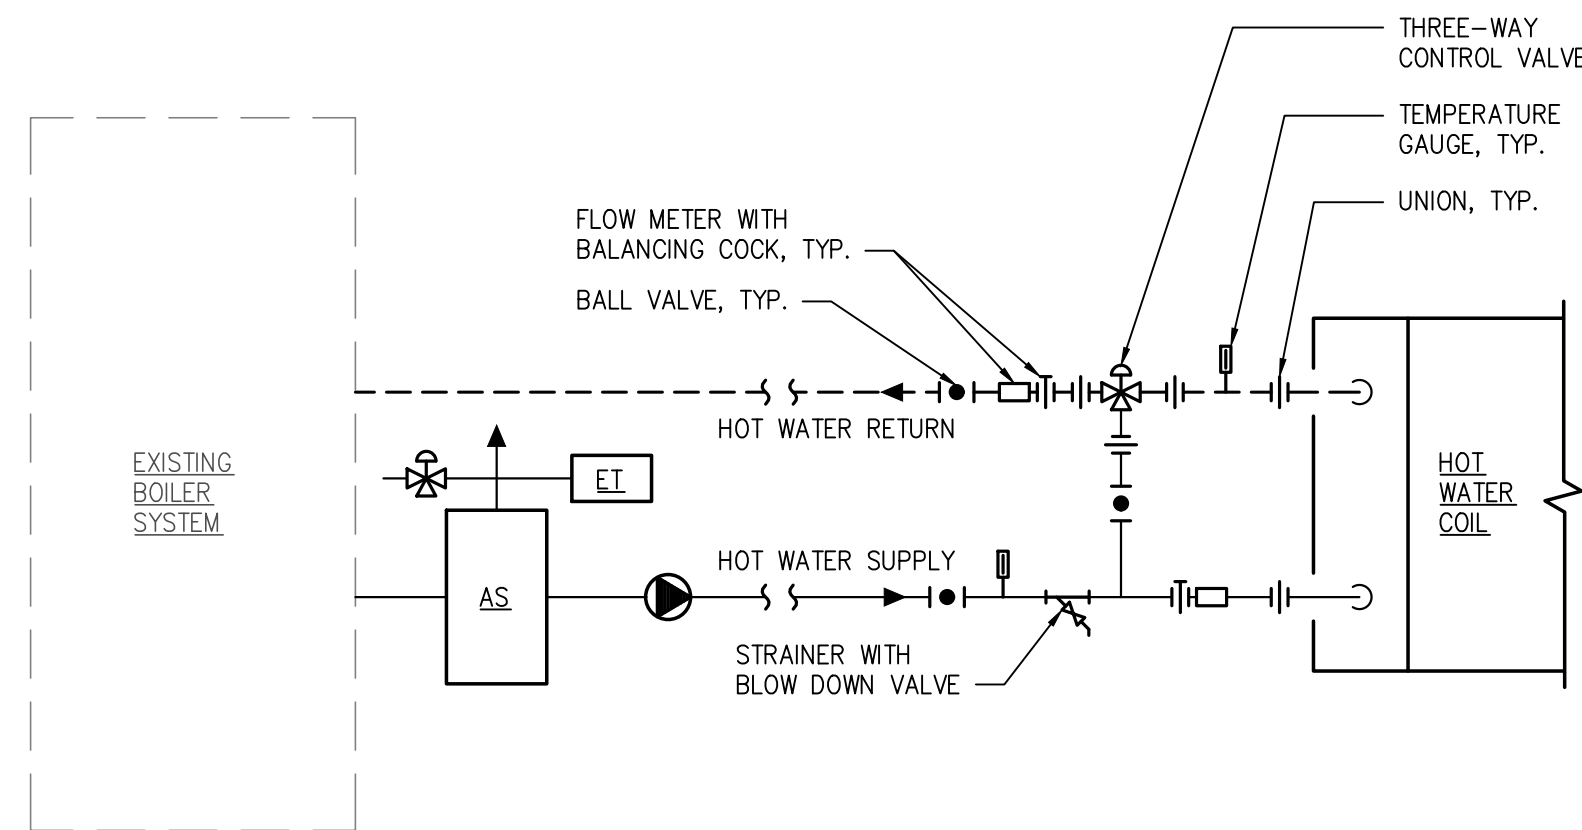 THREE-WAY
CONTROL VALVE
TEMPERATURE
GAUGE, TYP.
UNION, TYP.
FLOW METER WITH
BALANCING COCK, TYP.
BALL VALVE, TYP.
HOT WATER RETURN
EXISTING
BOILER
SYSTEM
ET
HOT
WATER
COIL
HOT WATER SUPPLY
AS
STRAINER WITH
BLOW DOWN VALVE